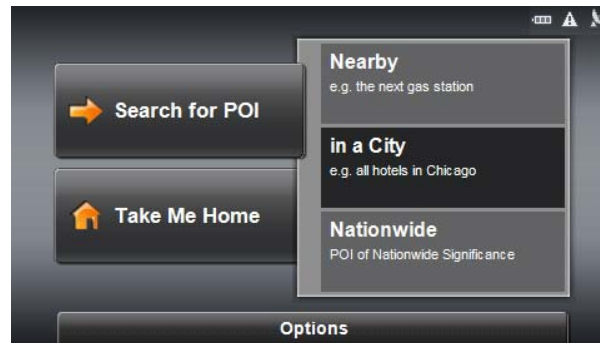 Search for POI
Take Me Home
Nearby
e.g. the next gas station
in a City
e.g. all hotels in Chicago
Nationwide
POI of Nationwide Significance
Options